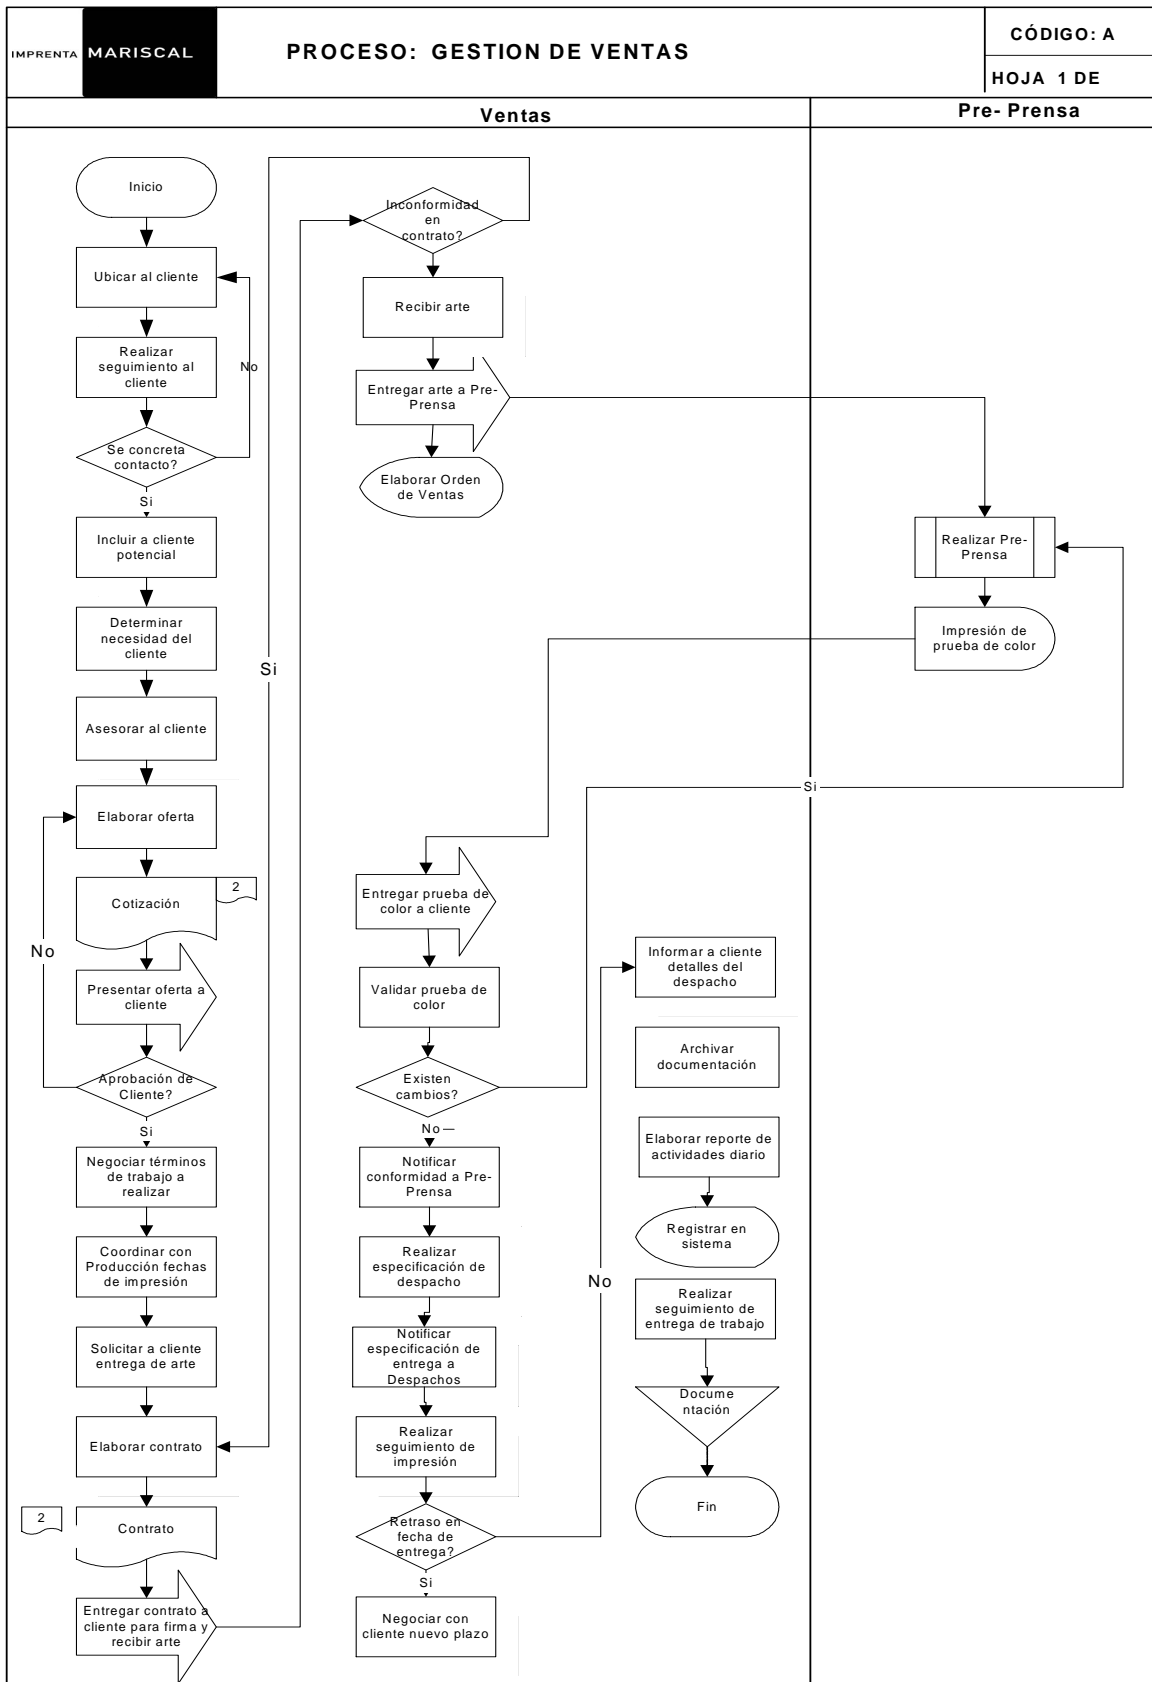 IMPRENTA MARISCAL
PROCESO: GESTION DE VENTAS
CÓDIGO: A
HOJA 1 DE
Ventas
Pre- Prensa
Inicio
Ubicar al cliente
Realizar
seguimiento al
cliente
No
Se concreta
contacto?
Si
Incluir a cliente
potencial
Determinar
necesidad del
cliente
Asesorar al cliente
Elaborar oferta
Cotización
2
No
Presentar oferta a
cliente
Aprobación de
Cliente?
Si
Negociar términos
de trabajo a
realizar
Coordinar con
Producción fechas
de impresión
Solicitar a cliente
entrega de arte
Elaborar contrato
2
Contrato
Entregar contrato a
cliente para firma y
recibir arte
Si
Inconformidad
en
contrato?
Recibir arte
Entregar arte a Pre-
Prensa
Elaborar Orden
de Ventas
Realizar Pre-
Prensa
Impresión de
prueba de color
Si
Entregar prueba de
color a cliente
Validar prueba de
color
Existen
cambios?
No
Notificar
conformidad a Pre-
Prensa
Realizar
especificación de
despacho
Notificar
especificación de
entrega a
Despachos
Realizar
seguimiento de
impresión
Retraso en
fecha de
entrega?
Si
Negociar con
cliente nuevo plazo
No
Informar a cliente
detalles del
despacho
Archivar
documentación
Elaborar reporte de
actividades diario
Registrar en
sistema
Realizar
seguimiento de
entrega de trabajo
Docume
ntación
Fin